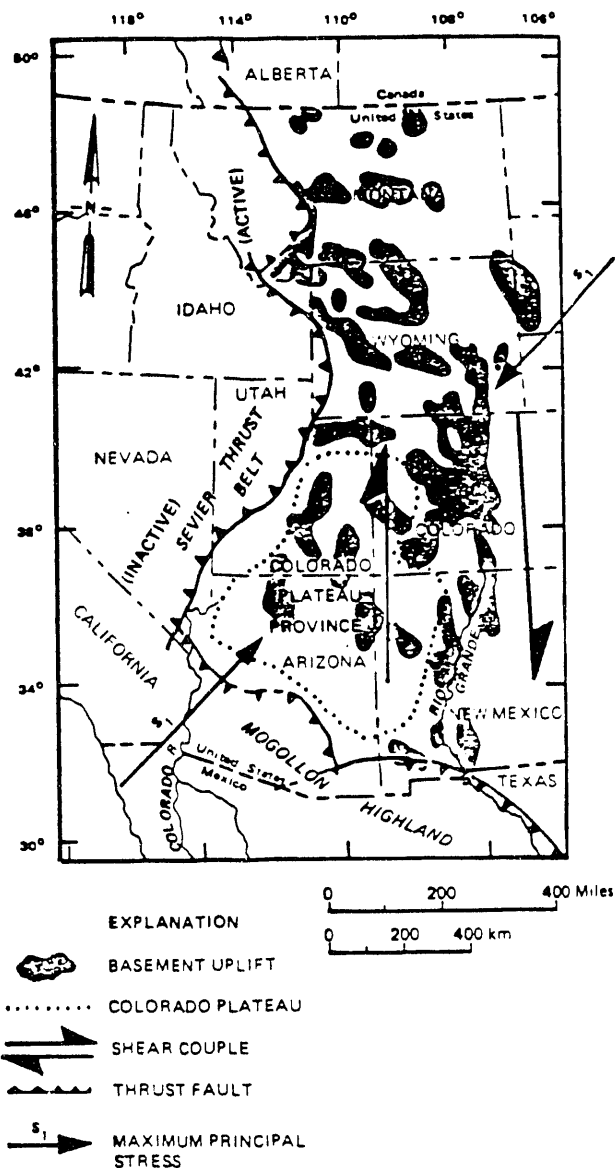 118° 114° 110° 108° 106°
50°
ALBERTA
Canada
United States
N
46°
(ACTIVE)
MONTANA
S1
IDAHO
WYOMING
42°
UTAH
NEVADA
(INACTIVE) SEVIER THRUST BELT
38°
COLORADO
COLORADO
PLATEAU
PROVINCE
CALIFORNIA
ARIZONA
RIO GRANDE
34°
S1
NEW MEXICO
MOGOLLON
HIGHLAND
United States
Mexico
TEXAS
COLORADO R
30°
0 200 400 Miles
0 200 400 km
EXPLANATION
BASEMENT UPLIFT
COLORADO PLATEAU
SHEAR COUPLE
THRUST FAULT
S1
MAXIMUM PRINCIPAL
STRESS